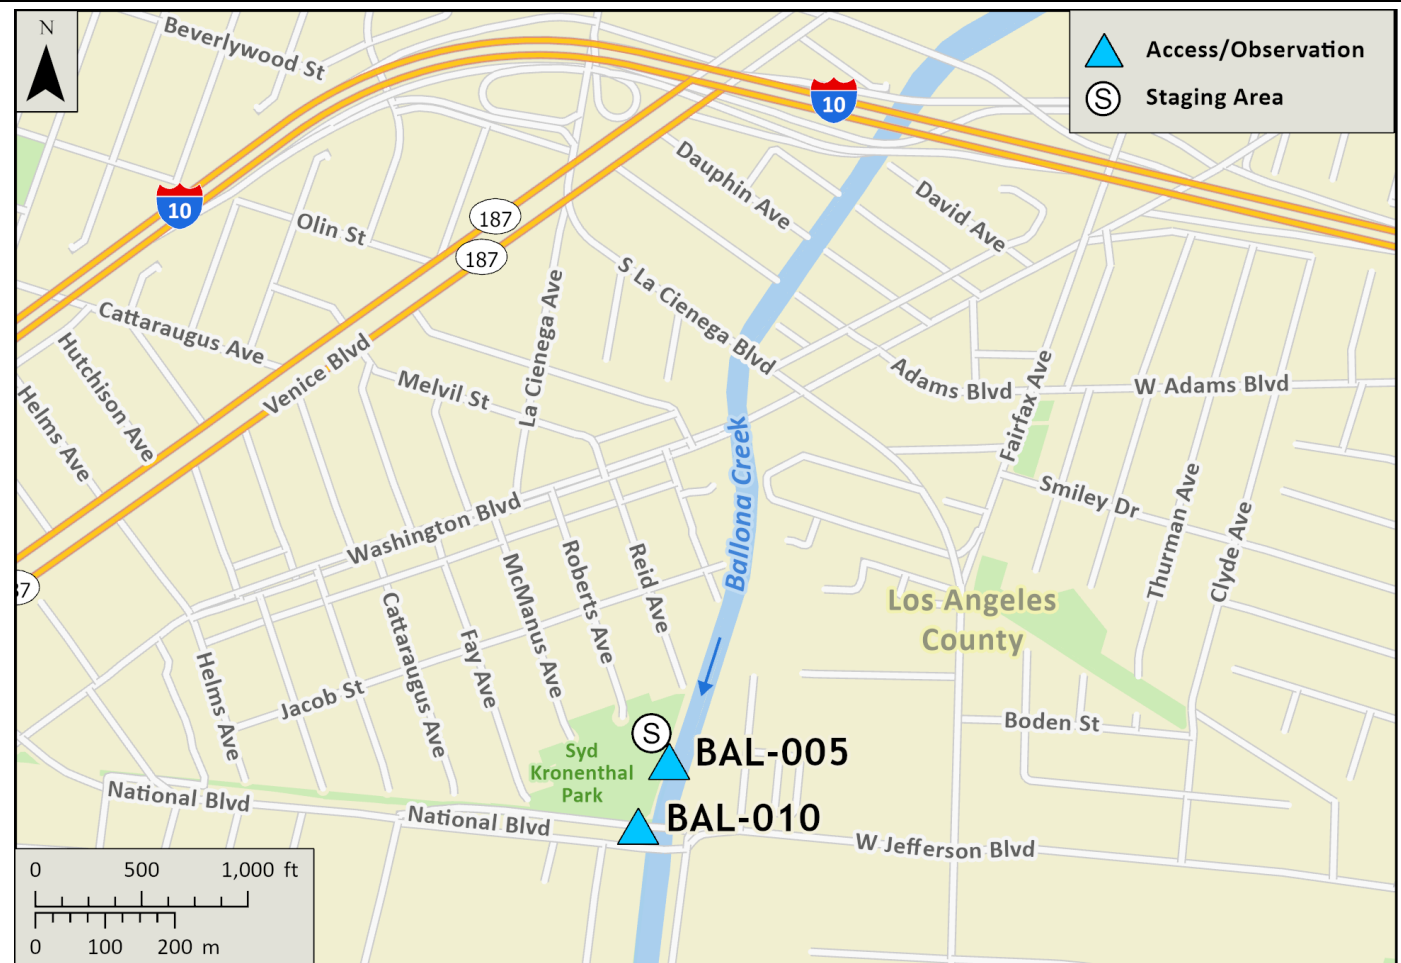 N
Beverlywood St
Access/Observation
S Staging Area
10
10
Dauphin Ave
David Ave
187
187
Olin St
S La Cienega Blvd
La Cienega Ave
Cattaraugus Ave
Hutchison Ave
Helms Ave
Venice Blvd
Melvil St
Adams Blvd
W Adams Blvd
Fairfax Ave
Ballona Creek
Smiley Dr
Thurman Ave
Clyde Ave
Washington Blvd
McManus Ave
Roberts Ave
Reid Ave
87
Cattaraugus Ave
Fay Ave
Los Angeles
County
Helms Ave
Jacob St
Boden St
S
Syd
Kronenthal
Park
BAL-005
BAL-010
National Blvd
National Blvd
W Jefferson Blvd
0 500 1,000 ft
0 100 200 m